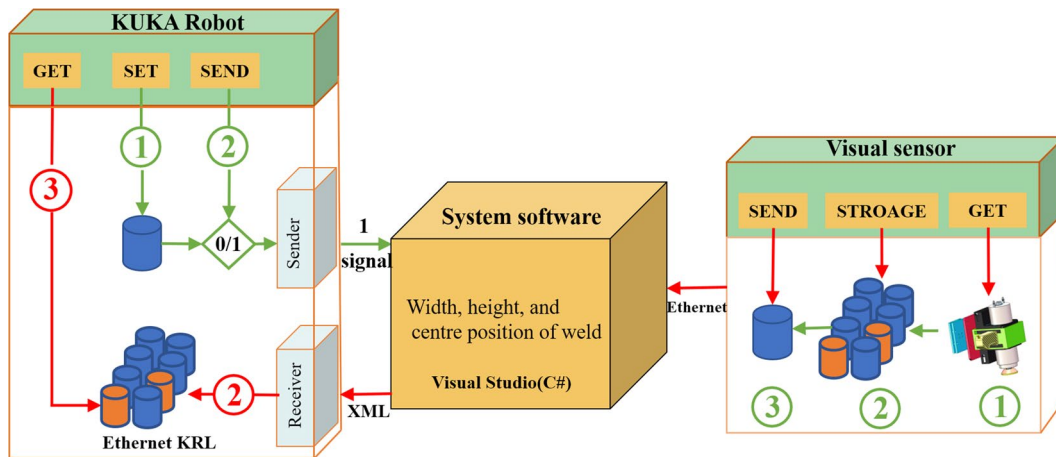 KUKA Robot
GET
SET
SEND
1
2
3
0/1
Sender
1
signal
Receiver
2
XML
Ethernet KRL
System software
Width, height, and
centre position of weld
Visual Studio(C#)
Ethernet
Visual sensor
SEND
STROAGE
GET
3
2
1